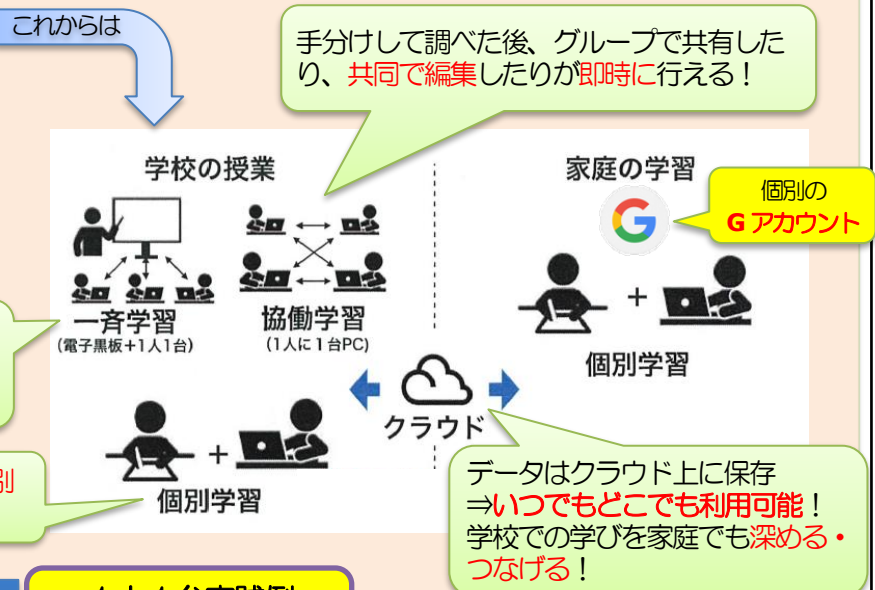 これからは
手分けして調べた後、グループで共有した
り、共同で編集したりが即時に行える！
学校の授業
家庭の学習
個別の
G アカウント
一斉学習
(電子黒板+1人1台)
協働学習
(1人に1台PC)
個別学習
クラウド
別
個別学習
データはクラウド上に保存
⇒いつでもどこでも利用可能！
学校での学びを家庭でも深める・
つなげる！